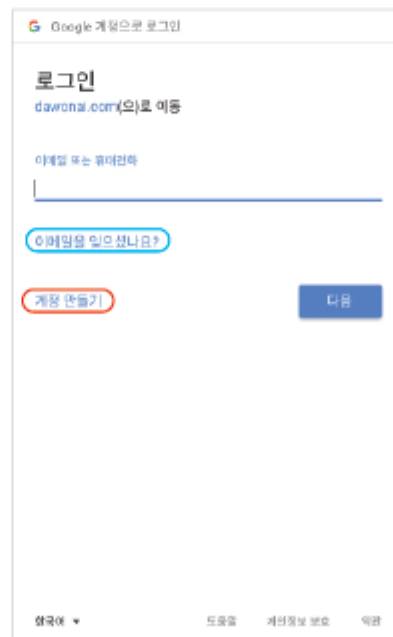 Google 계정으로 로그인
로그인
dawonai.com(으)로 이동
이메일 또는 휴대전화
이메일을 잊으셨나요?
계정 만들기
다음
한국어
도움말 개인정보 보호 약관